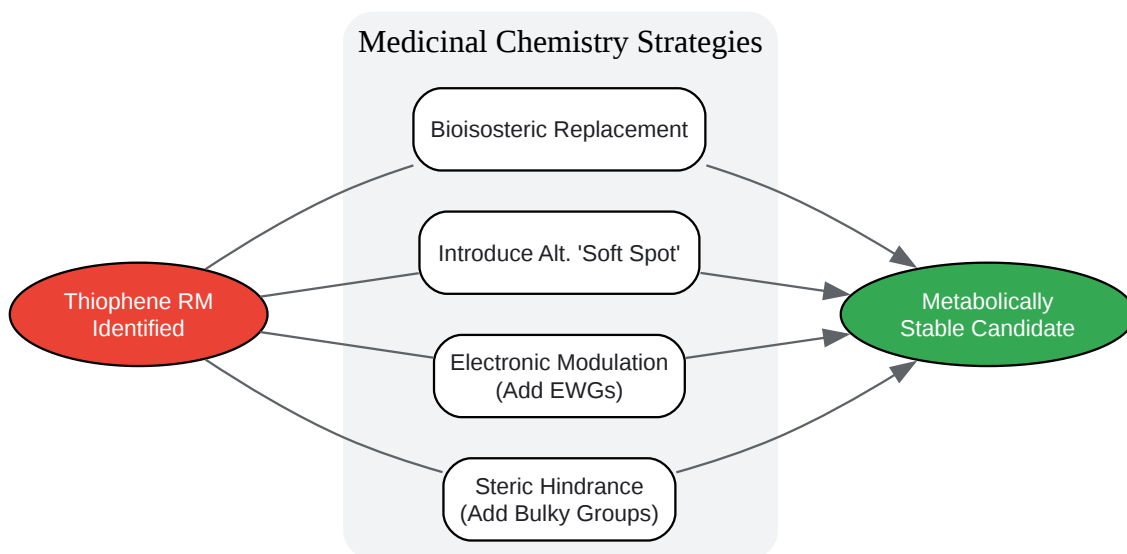 Medicinal Chemistry Strategies
Bioisosteric Replacement
Introduce Alt. 'Soft Spot'
Thiophene RM
Identified
Metabolically
Stable Candidate
Electronic Modulation
(Add EWGs)
Steric Hindrance
(Add Bulky Groups)